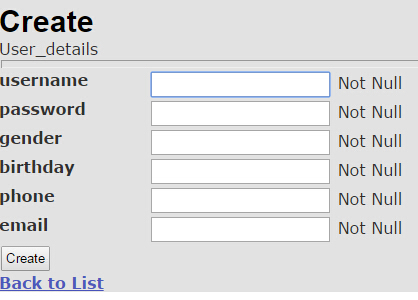 Create
User_details
username Not Null
password Not Null
gender Not Null
birthday Not Null
phone Not Null
email Not Null
Create
Back to List